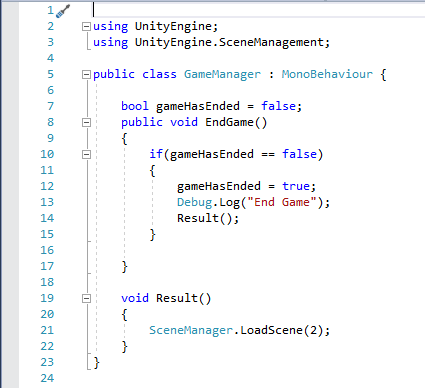 1
2 using UnityEngine;
3 using UnityEngine.SceneManagement;
4
5 public class GameManager : MonoBehaviour {
6
7 bool gameHasEnded = false;
8 public void EndGame()
9 {
10 if(gameHasEnded == false)
11 {
12 gameHasEnded = true;
13 Debug.Log("End Game");
14 Result();
15 }
16
17 }
18
19 void Result()
20 {
21 SceneManager.LoadScene(2);
22 }
23 }
24